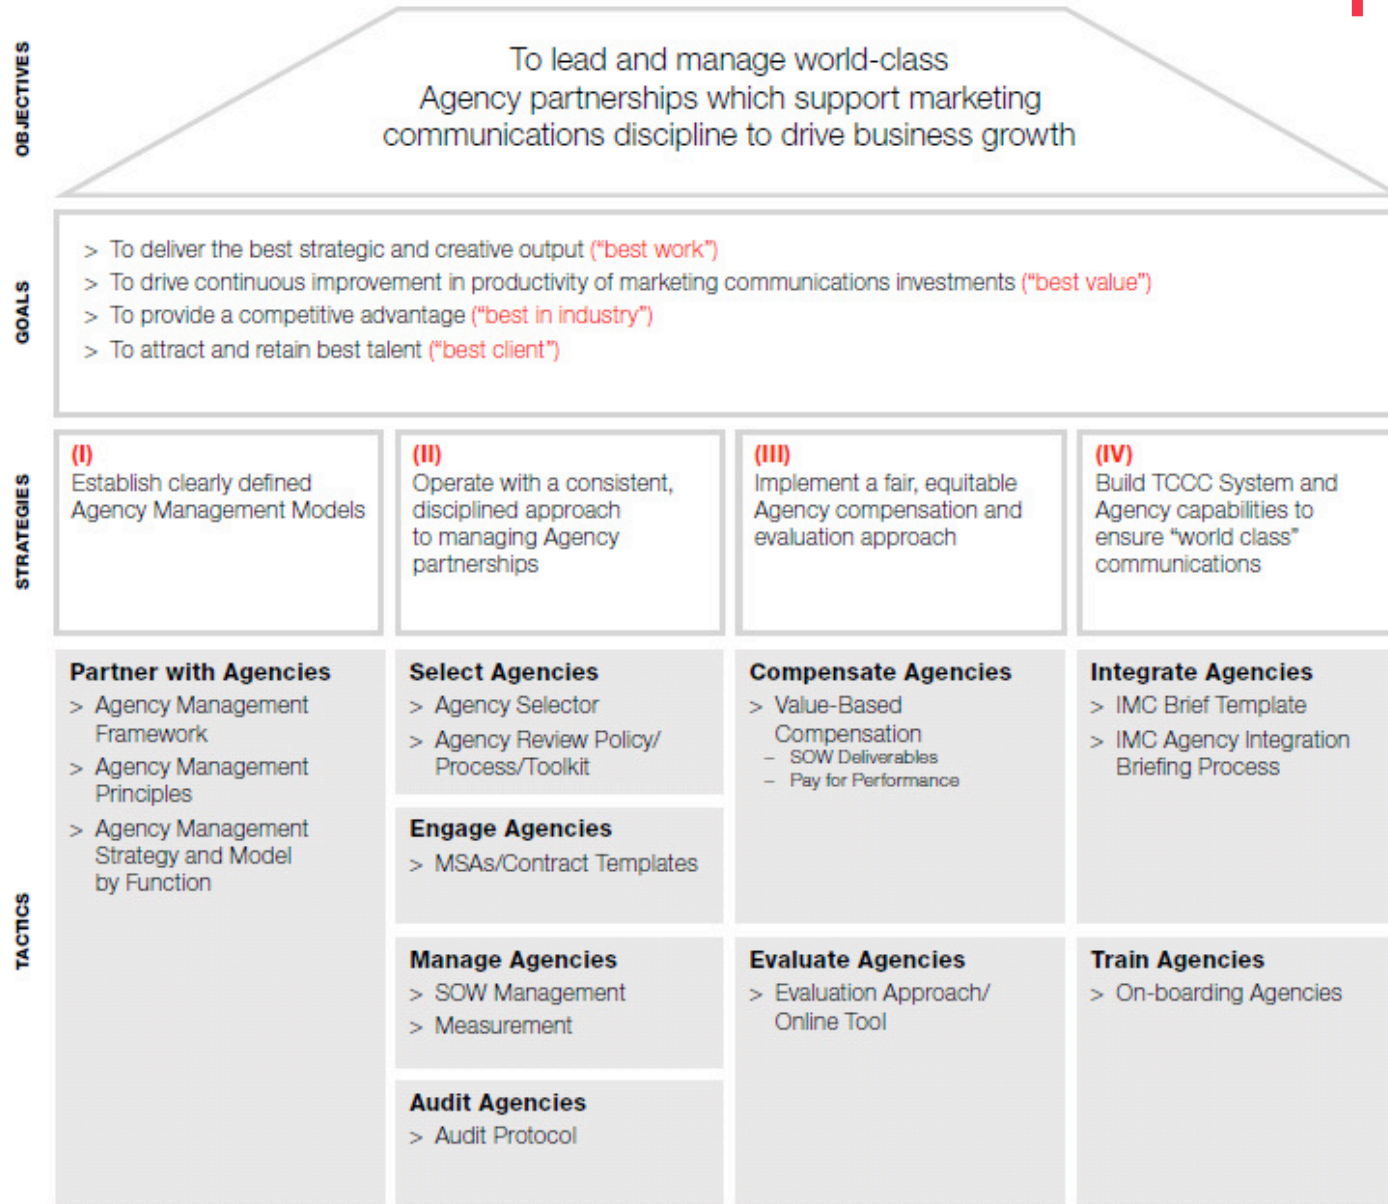 OBJECTIVES
To lead and manage world-class
Agency partnerships which support marketing
communications discipline to drive business growth
GOALS
> To deliver the best strategic and creative output ("best work")
> To drive continuous improvement in productivity of marketing communications investments ("best value")
> To provide a competitive advantage ("best in industry")
> To attract and retain best talent ("best client")
STRATEGIES
(I)
Establish clearly defined
Agency Management Models
(II)
Operate with a consistent,
disciplined approach
to managing Agency
partnerships
(III)
Implement a fair, equitable
Agency compensation and
evaluation approach
(IV)
Build TCCC System and
Agency capabilities to
ensure “world class”
communications
TACTICS
Partner with Agencies
> Agency Management
Framework
> Agency Management
Principles
> Agency Management
Strategy and Model
by Function
Select Agencies
> Agency Selector
> Agency Review Policy/
Process/Toolkit
Engage Agencies
> MSAs/Contract Templates
Manage Agencies
> SOW Management
> Measurement
Audit Agencies
> Audit Protocol
Compensate Agencies
> Value-Based
Compensation
– SOW Deliverables
– Pay for Performance
Evaluate Agencies
> Evaluation Approach/
Online Tool
Integrate Agencies
> IMC Brief Template
> IMC Agency Integration
Briefing Process
Train Agencies
> On-boarding Agencies